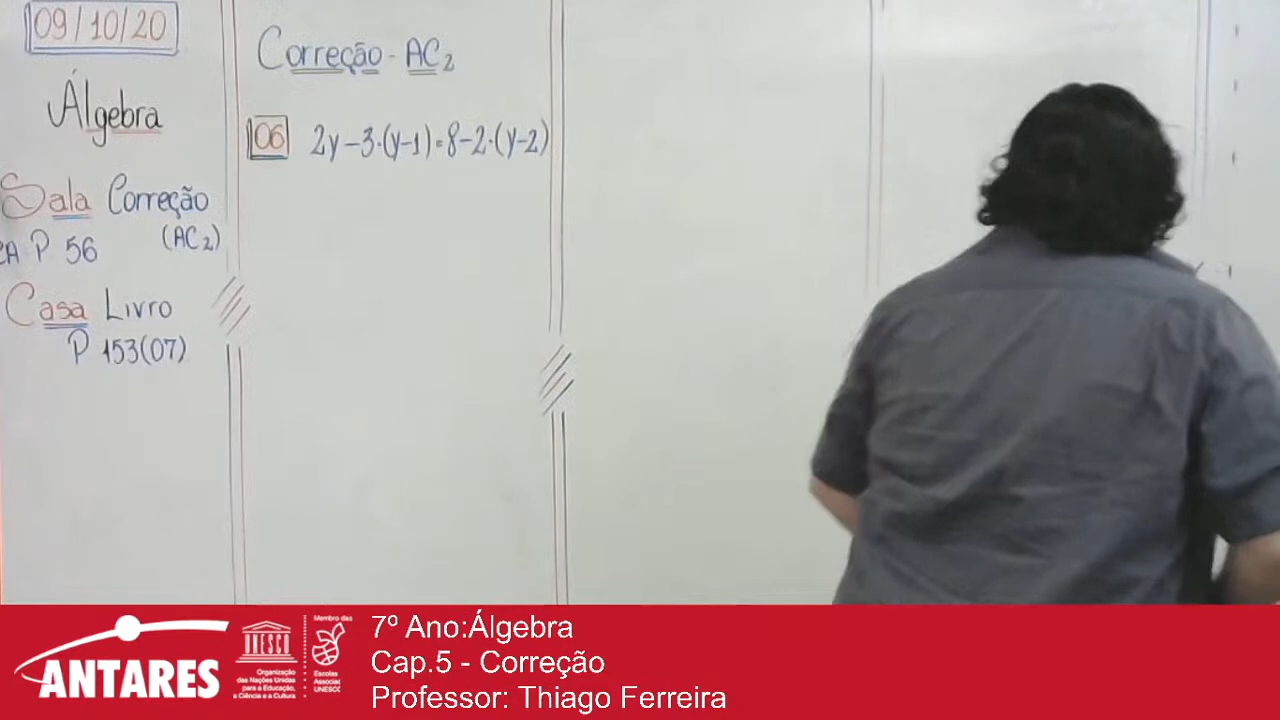 09/10/20
Álgebra
Sala Correção
P 56 (AC2)
Casa Livro
P 153(07)
Correção - AC2
06 2y-3·(y-1)=8-2·(y-2)
ANTARES
UNESCO
Organização
das Nações Unidas
para a Educação,
a Ciência e a Cultura
Membro das
Escolas
Associadas
UNESCO
7º Ano:Álgebra
Cap.5 - Correção
Professor: Thiago Ferreira